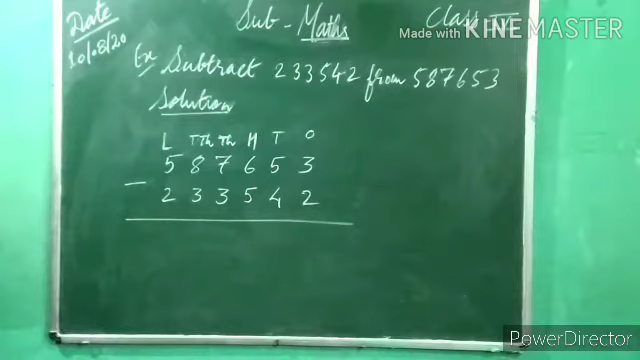 Date
10/08/20
Sub - Maths
Class IV
Made with KINEMASTER
Ex Subtract 233542 from 587653
Solution
L TTh Th H T O
5 8 7 6 5 3
- 2 3 3 5 4 2
PowerDirector